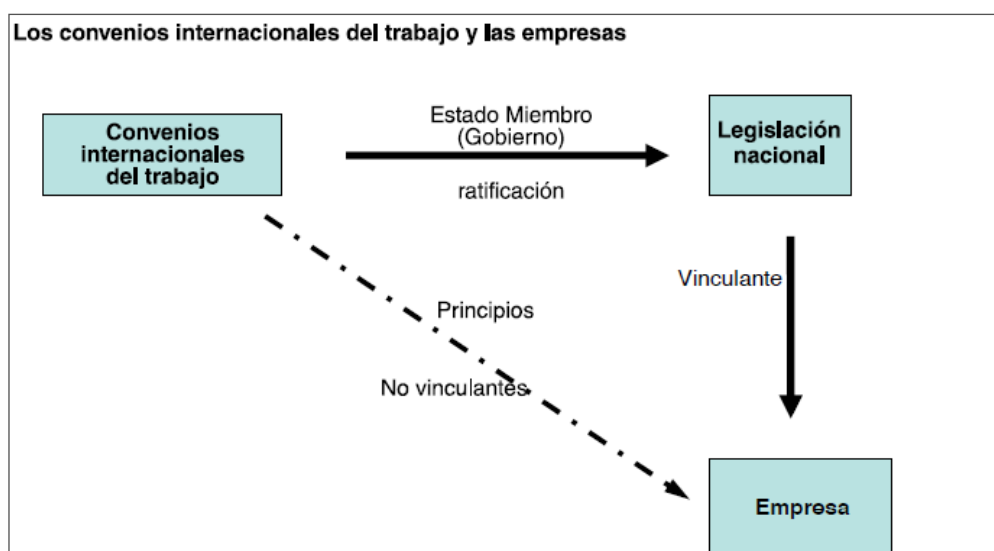 Los convenios internacionales del trabajo y las empresas
Convenios
internacionales
del trabajo
Estado Miembro
(Gobierno)
ratificación
Legislación
nacional
Vinculante
Principios
No vinculantes
Empresa